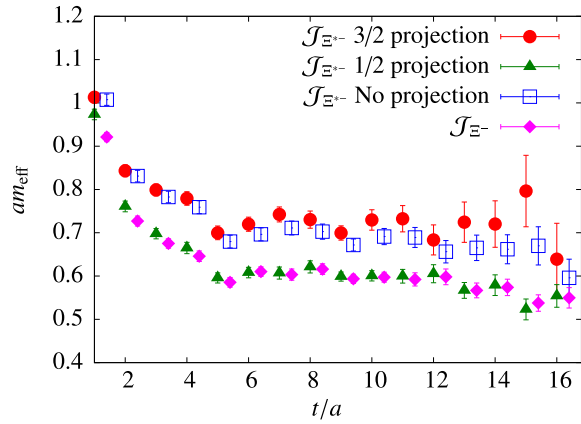 1.2
1.1
1
0.9
0.8
0.7
0.6
0.5
0.4
am_eff
𝒥_Ξ*− 3/2 projection
𝒥_Ξ*− 1/2 projection
𝒥_Ξ*− No projection
𝒥_Ξ−
2 4 6 8 10 12 14 16
t/a